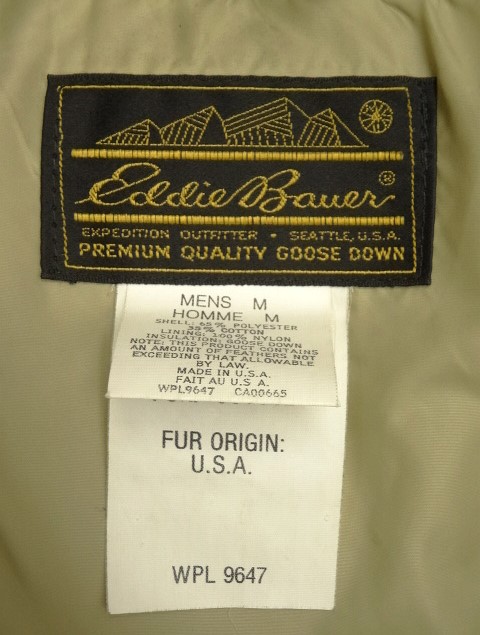 Eddie Bauer®
EXPEDITION OUTFITTER • SEATTLE, U.S.A.
PREMIUM QUALITY GOOSE DOWN
MENS M
HOMME M
SHELL: 65% POLYESTER
35% COTTON
LINING: 100% NYLON
INSULATION: GOOSE DOWN
NOTE: THIS PRODUCT CONTAINS
AN AMOUNT OF FEATHERS NOT
EXCEEDING THAT ALLOWABLE
BY LAW.
MADE IN U.S.A.
FAIT AU U S A.
WPL9647 CA00665
FUR ORIGIN:
U.S.A.
WPL 9647